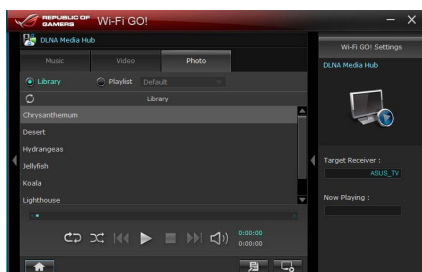 REPUBLIC OF
GAMERS
Wi-Fi GO!
DLNA Media Hub
Music
Video
Photo
Library
Playlist
Default
Library
Chrysanthemum
Desert
Hydrangeas
Jellyfish
Koala
Lighthouse
0:00:00
0:00:00
Wi-Fi GO! Settings
DLNA Media Hub
Target Receiver :
ASUS_TV
Now Playing :